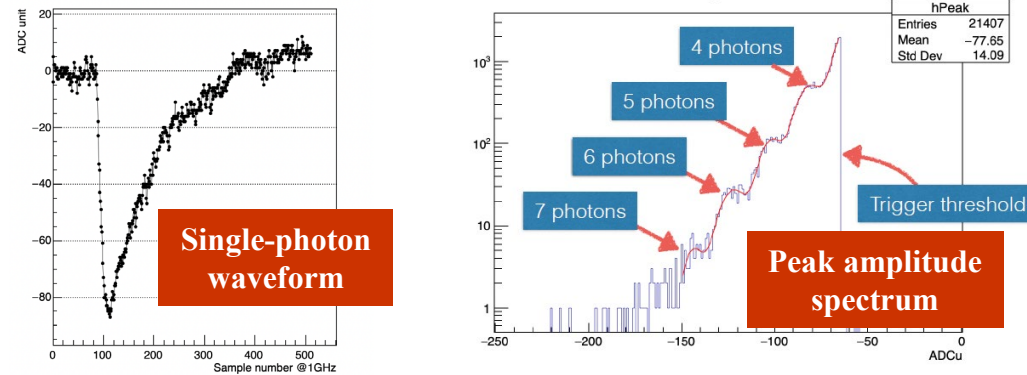 ADC unit
20
0
−20
−40
−60
−80
0 100 200 300 400 500
Sample number @1GHz
Single-photon
waveform
hPeak
Entries 21407
Mean −77.65
Std Dev 14.09
10³
10²
10
1
4 photons
5 photons
6 photons
7 photons
Trigger threshold
Peak amplitude
spectrum
−250 −200 −150 −100 −50 0
ADCu